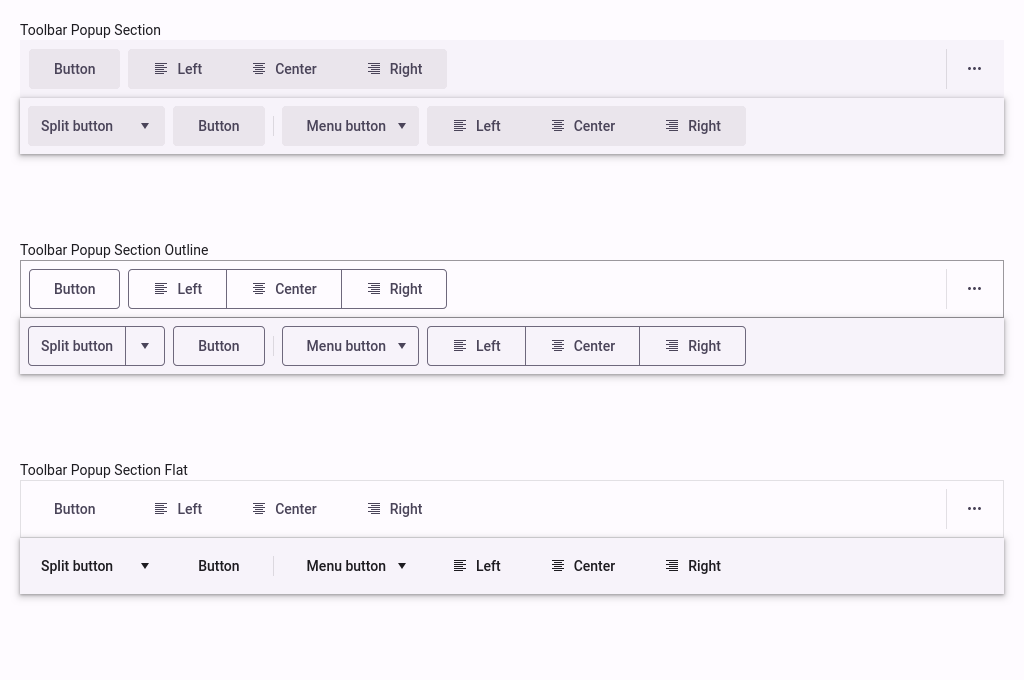 Toolbar Popup Section
Button Left Center Right
Split button Button Menu button Left Center Right
Toolbar Popup Section Outline
Button Left Center Right
Split button Button Menu button Left Center Right
Toolbar Popup Section Flat
Button Left Center Right
Split button Button Menu button Left Center Right